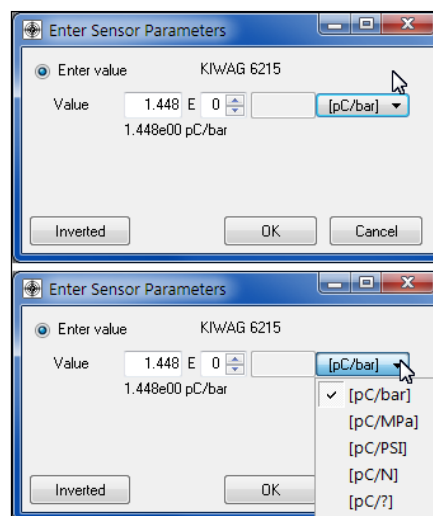 Enter Sensor Parameters
Enter value KIWAG 6215
Value 1.448 E 0 [pC/bar]
1.448e00 pC/bar
Inverted OK Cancel
Enter Sensor Parameters
Enter value KIWAG 6215
Value 1.448 E 0 [pC/bar]
1.448e00 pC/bar
[pC/bar]
[pC/MPa]
[pC/PSI]
[pC/N]
[pC/?]
Inverted OK